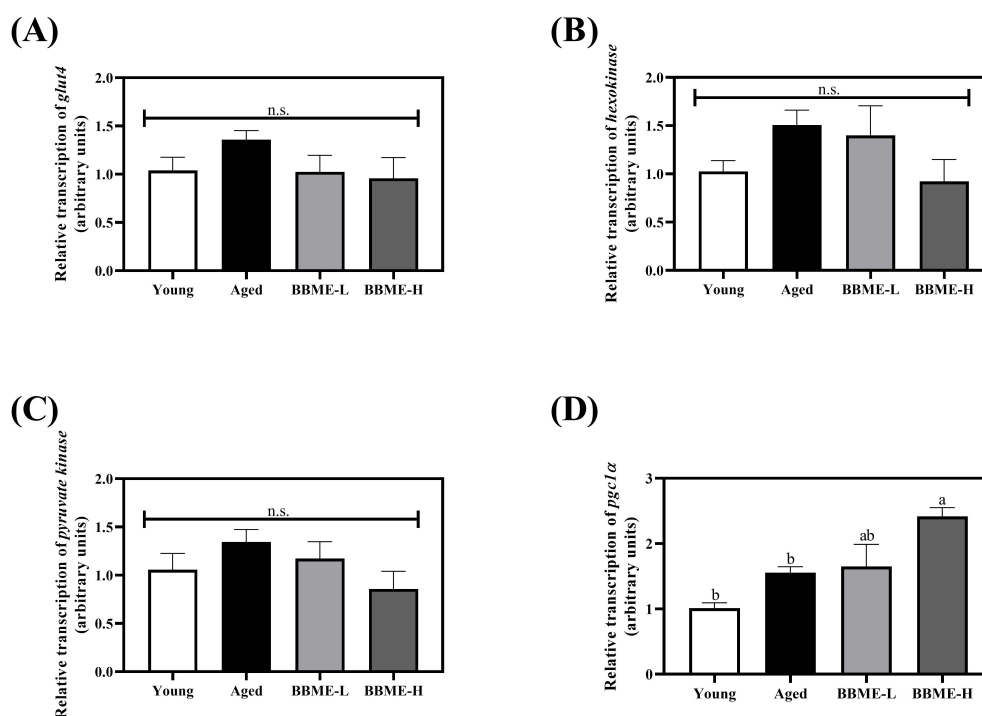 (A)
Relative transcription of glut4
(arbitrary units)
2.0
1.5
1.0
0.5
0.0
n.s.
Young Aged BBME-L BBME-H
(B)
Relative transcription of hexokinase
(arbitrary units)
2.0
1.5
1.0
0.5
0.0
n.s.
Young Aged BBME-L BBME-H
(C)
Relative transcription of pyruvate kinase
(arbitrary units)
2.0
1.5
1.0
0.5
0.0
n.s.
Young Aged BBME-L BBME-H
(D)
Relative transcription of pgc1α
(arbitrary units)
3
2
1
0
b
b
ab
a
Young Aged BBME-L BBME-H